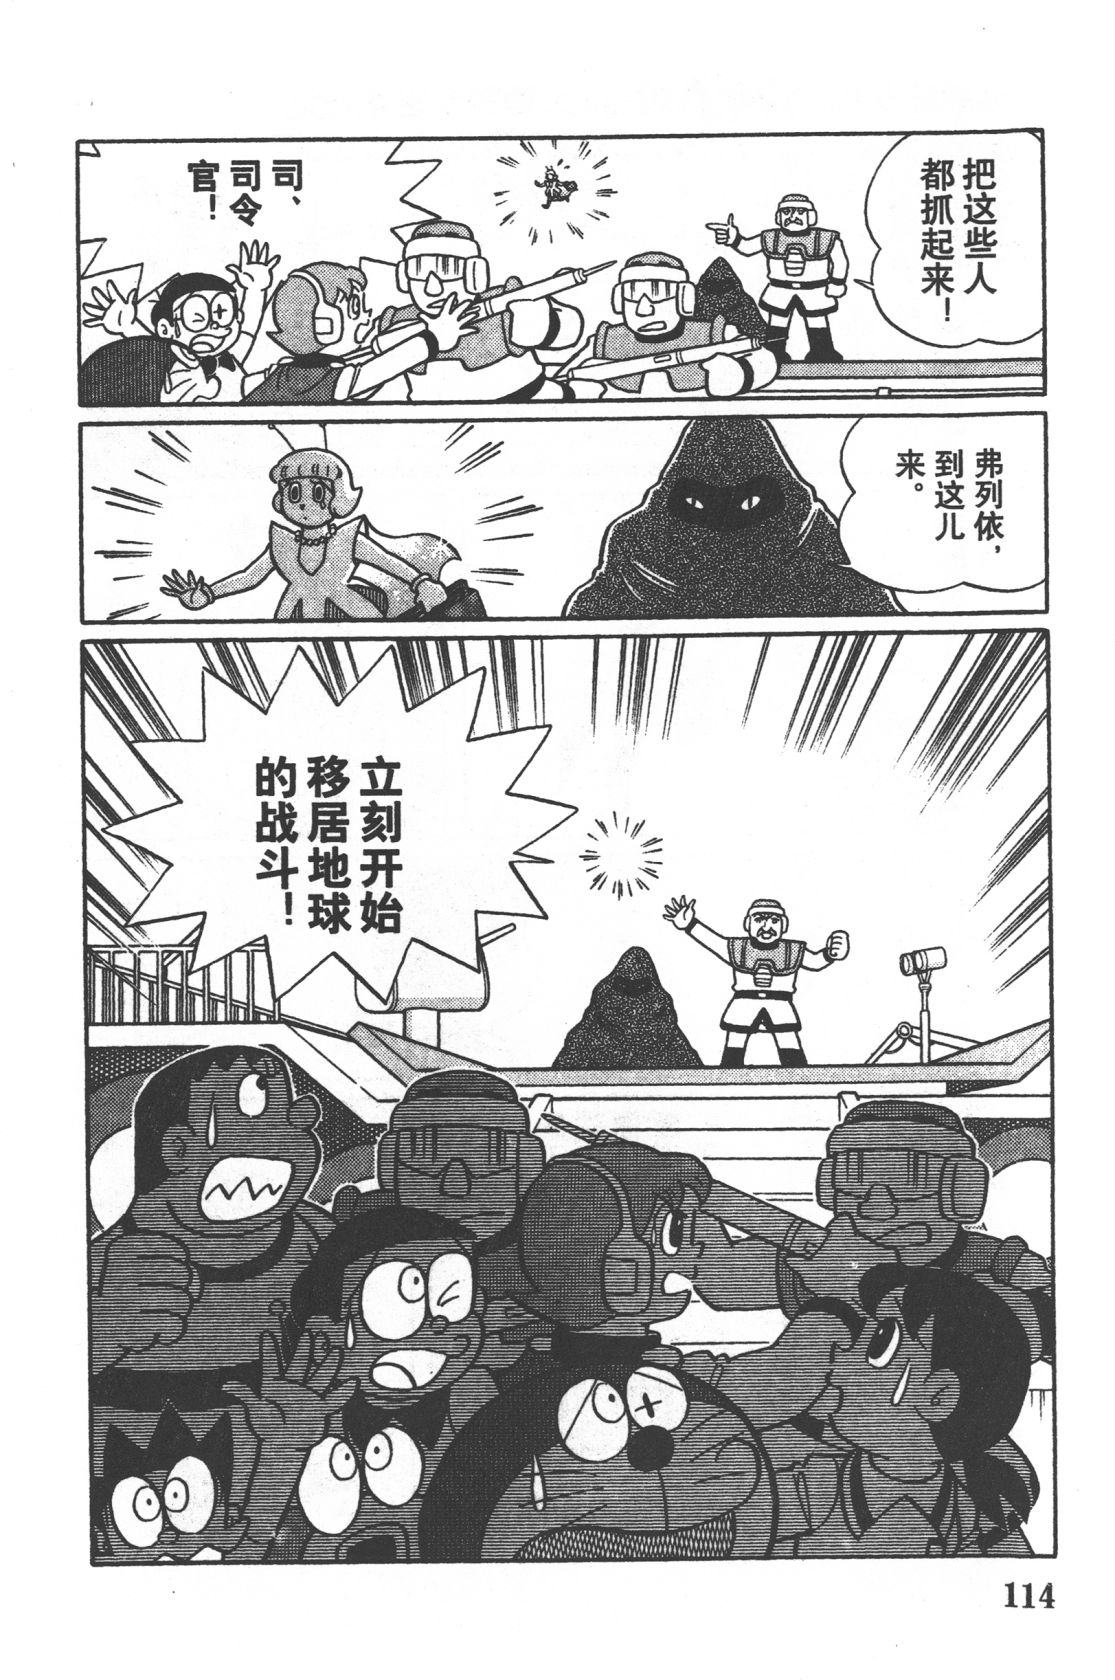 把这些人
都抓起来！
司、
司令
官！
弗列依，
到这儿
来。
立刻开始
移居地球
的战斗！
114